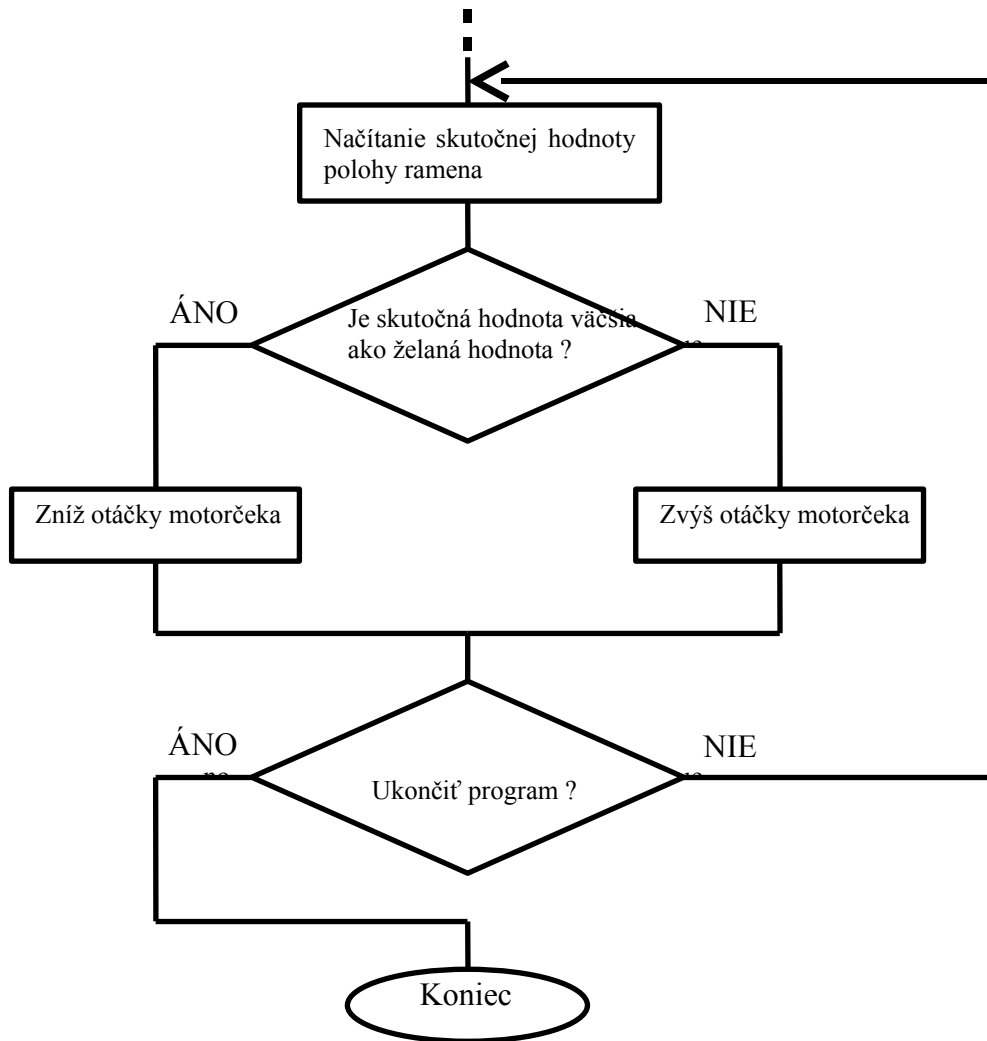 Načítanie skutočnej hodnoty
polohy ramena
ÁNO
Je skutočná hodnota väčšia
ako želaná hodnota ?
NIE
Zníž otáčky motorčeka
Zvýš otáčky motorčeka
ÁNO
Ukončiť program ?
NIE
Koniec